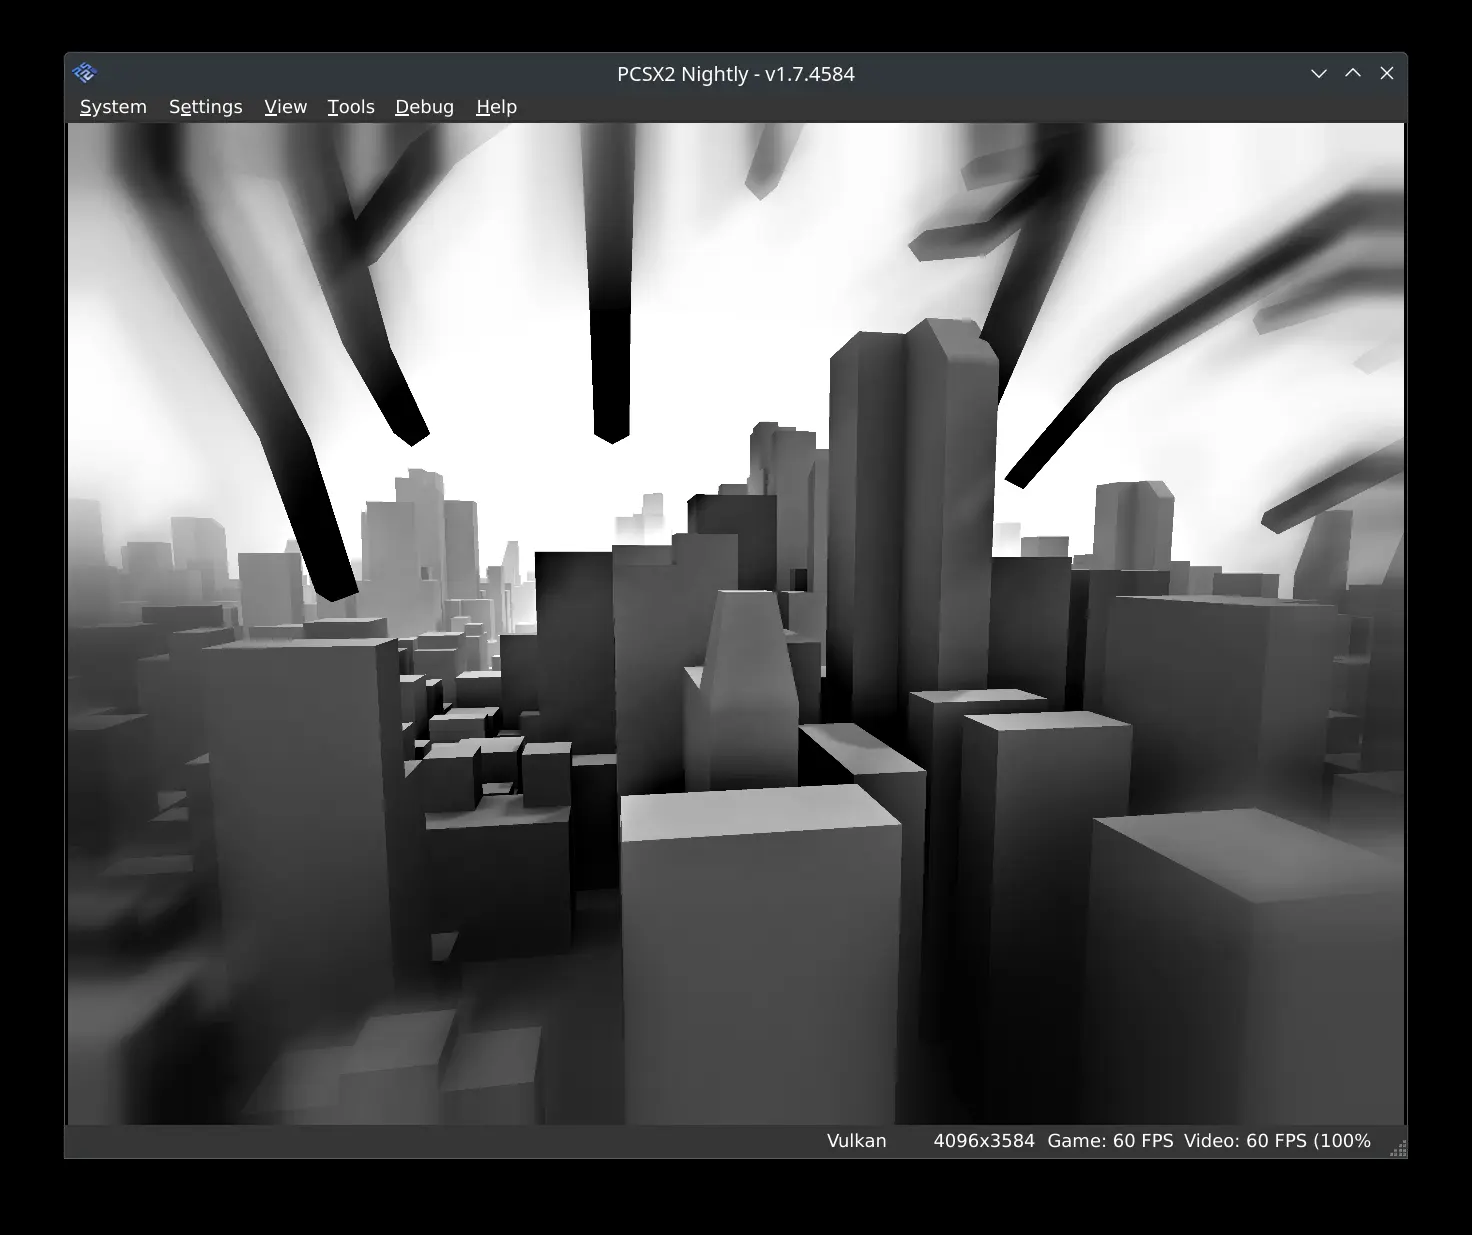 PCSX2 Nightly - v1.7.4584
System Settings View Tools Debug Help
Vulkan 4096x3584 Game: 60 FPS Video: 60 FPS (100%